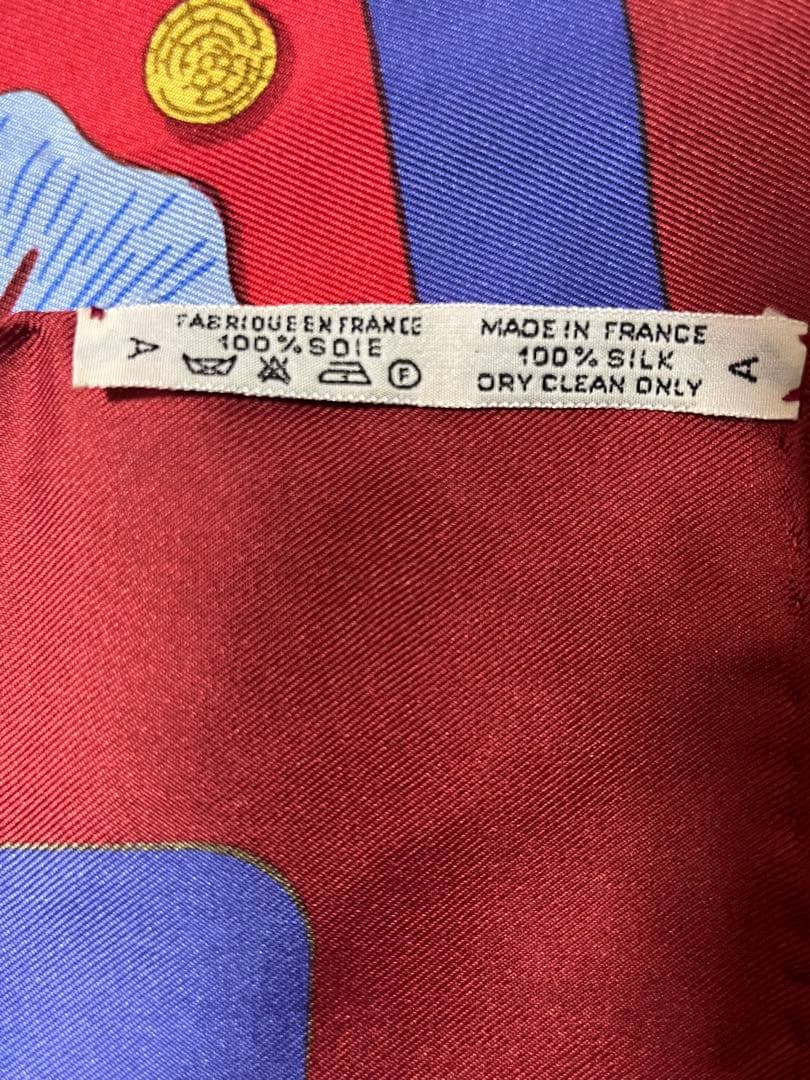 A
FABRIQUE EN FRANCE
100% SOIE
F
MADE IN FRANCE
100% SILK
DRY CLEAN ONLY
A